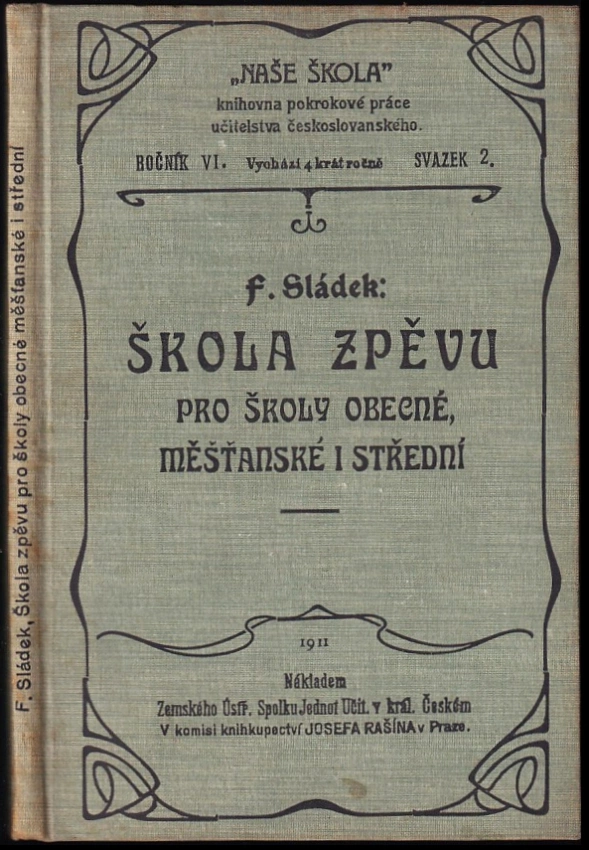 „NAŠE ŠKOLA”
knihovna pokrokové práce
učitelstva českoslovanského.
ROČNÍK VI. Vychází 4 krát ročně SVAZEK 2.
F. Sládek:
ŠKOLA ZPĚVU
PRO ŠKOLY OBECNÉ,
MĚŠŤANSKÉ I STŘEDNÍ
1911
Nákladem
Zemského Ústř. Spolku Jednot Učit. v král. Českém
V komisi knihkupectví JOSEFA RAŠÍNA v Praze.
F. Sládek, Škola zpěvu pro školy obecné měšťanské i střední